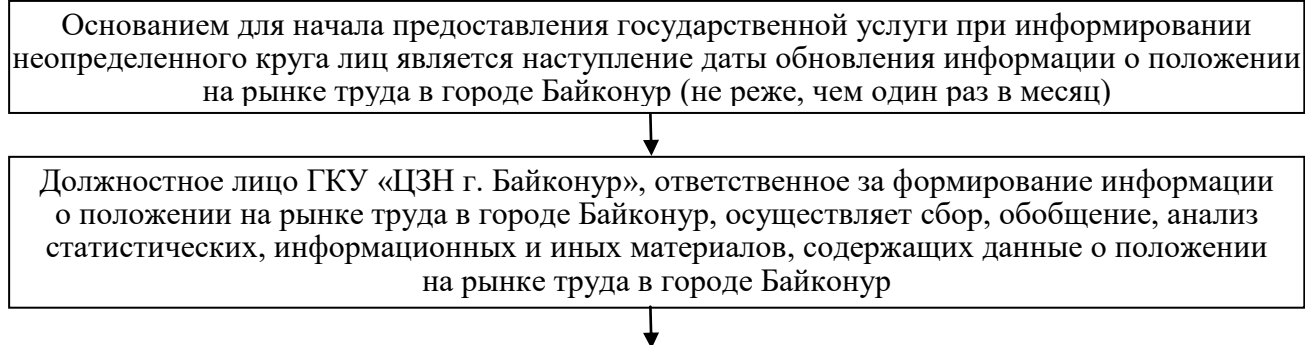 Основанием для начала предоставления государственной услуги при информировании
неопределенного круга лиц является наступление даты обновления информации о положении
на рынке труда в городе Байконур (не реже, чем один раз в месяц)
Должностное лицо ГКУ «ЦЗН г. Байконур», ответственное за формирование информации
о положении на рынке труда в городе Байконур, осуществляет сбор, обобщение, анализ
статистических, информационных и иных материалов, содержащих данные о положении
на рынке труда в городе Байконур